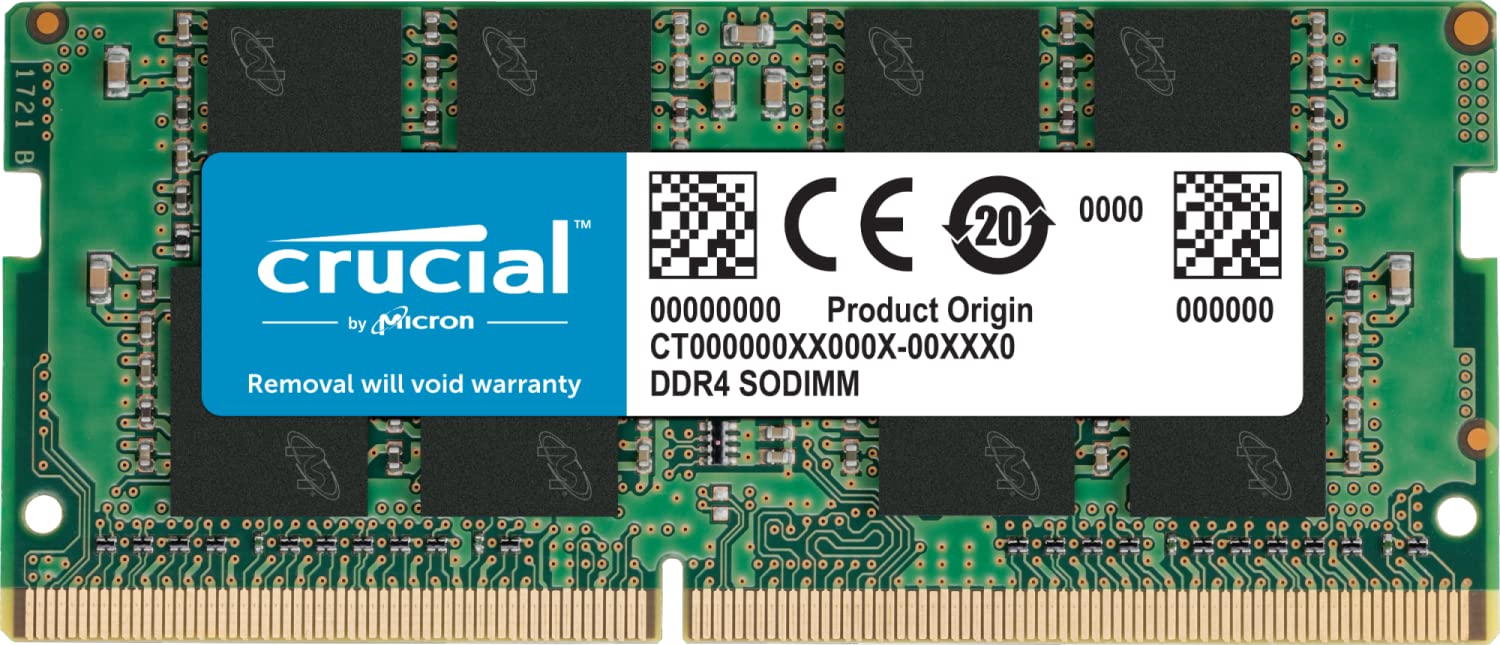 1721 B
crucial™
by Micron
Removal will void warranty
CE
20
0000
00000000 Product Origin 000000
CT000000XX000X-00XXX0
DDR4 SODIMM